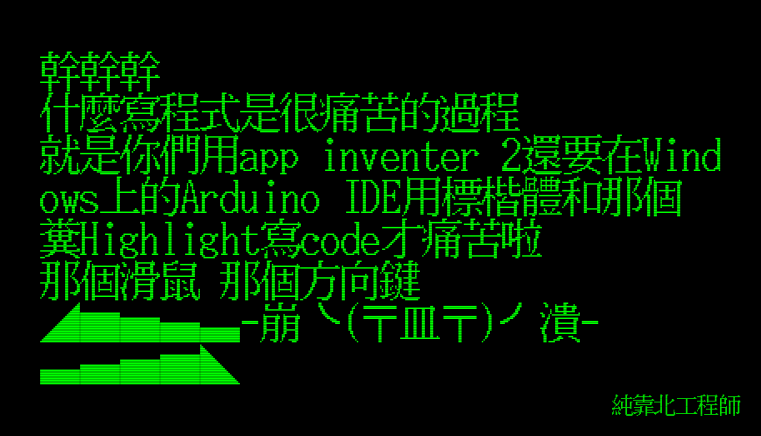 幹幹幹
什麼寫程式是很痛苦的過程
就是你們用app inventer 2還要在Wind
ows上的Arduino IDE用標楷體和那個
糞Highlight寫code才痛苦啦
那個滑鼠 那個方向鍵
◢▇▆▅▄▃-崩╰(〒皿〒)╯潰-
▃▄▅▆▇◣
純靠北工程師